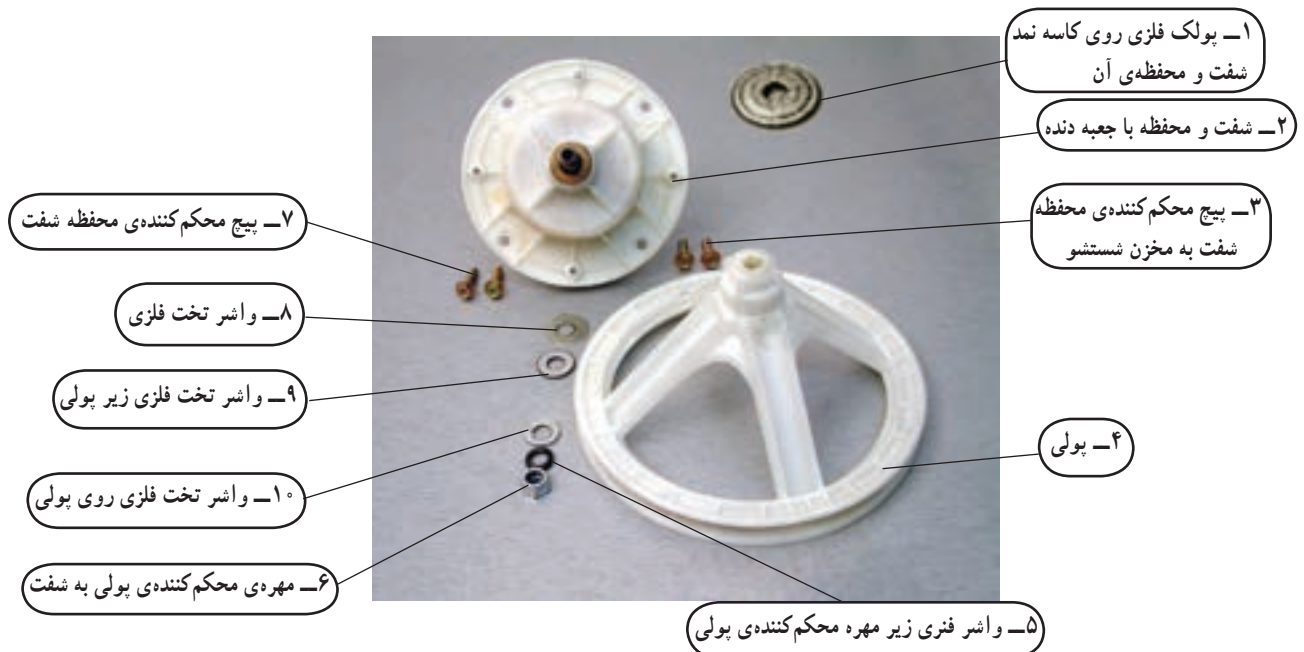 ۱ــ پولک فلزی روی کاسه نمد
شفت و محفظه‌ی آن
۲ــ شفت و محفظه با جعبه دنده
۳ــ پیچ محکم‌کننده‌ی محفظه
شفت به مخزن شستشو
۴ــ پولی
۵ــ واشر فنری زیر مهره محکم‌کننده‌ی پولی
۶ــ مهره‌ی محکم‌کننده‌ی پولی به شفت
۷ــ پیچ محکم‌کننده‌ی محفظه شفت
۸ــ واشر تخت فلزی
۹ــ واشر تخت فلزی زیر پولی
۱۰ــ واشر تخت فلزی روی پولی